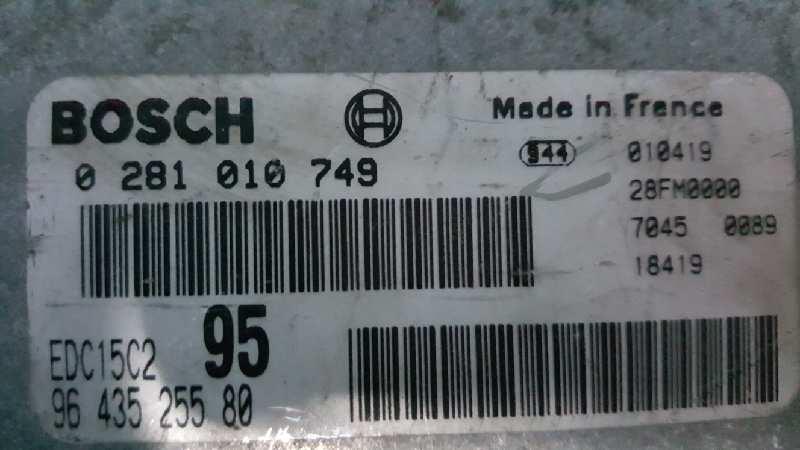 BOSCH
0 281 010 749
Made in France
944
010419
28FM0000
7045 0089
18419
EDC15C2 95
96 435 255 80